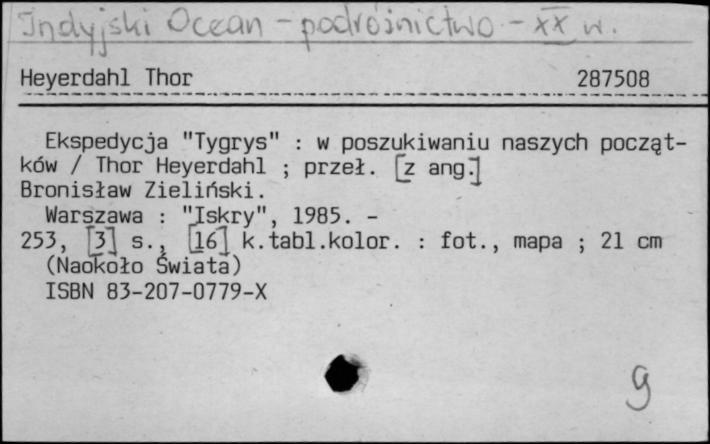 Indyjski Ocean - podróżnictwo - XX w.
Heyerdahl Thor 287508
Ekspedycja "Tygrys" : w poszukiwaniu naszych począt-
ków / Thor Heyerdahl ; przeł. [z ang.]
Bronisław Zieliński.
Warszawa : "Iskry", 1985. -
253, [3] s., [16] k.tabl.kolor. : fot., mapa ; 21 cm
(Naokoło Świata)
ISBN 83-207-0779-X
g